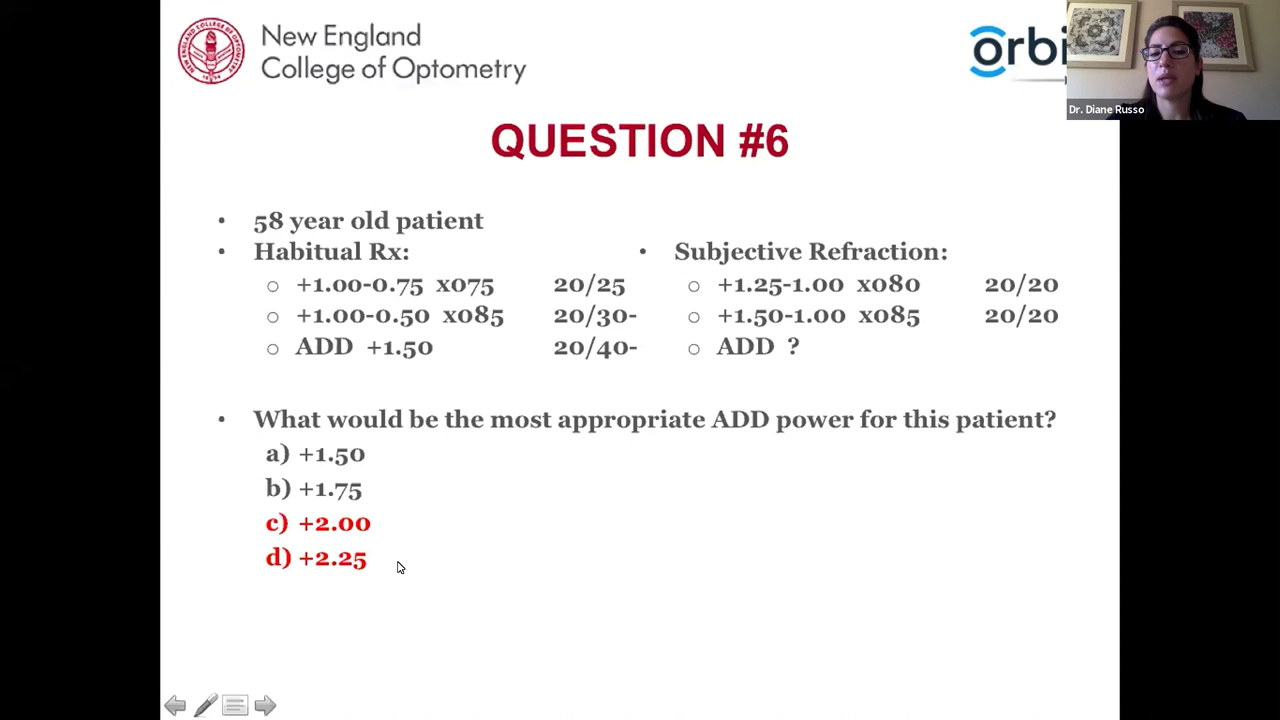 New England
College of Optometry
orbi
Dr. Diane Russo
QUESTION #6
• 58 year old patient
• Habitual Rx:
○ +1.00-0.75 x075 20/25
○ +1.00-0.50 x085 20/30-
○ ADD +1.50 20/40-
• Subjective Refraction:
○ +1.25-1.00 x080 20/20
○ +1.50-1.00 x085 20/20
○ ADD ?
• What would be the most appropriate ADD power for this patient?
a) +1.50
b) +1.75
c) +2.00
d) +2.25